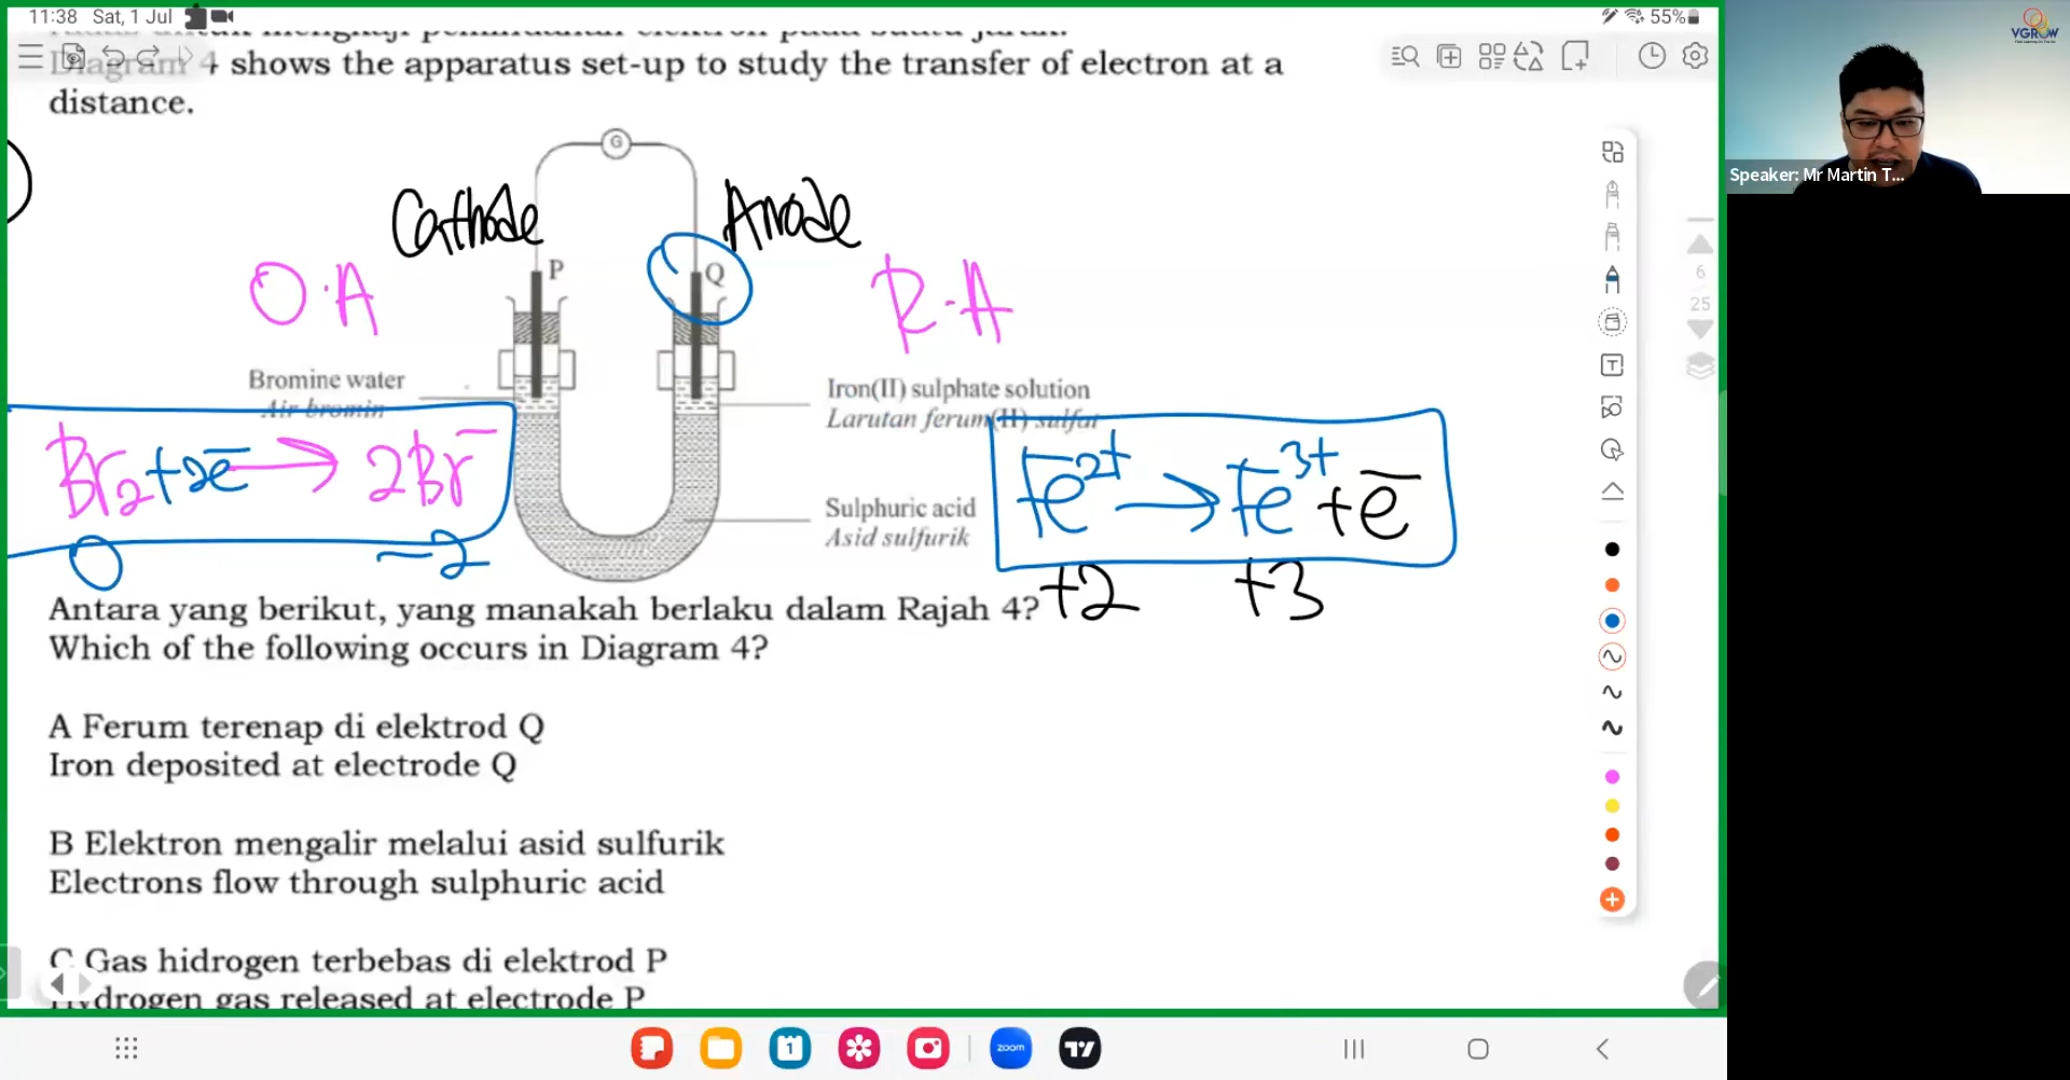 11:38 Sat, 1 Jul
55%
VGROW
Diagram 4 shows the apparatus set-up to study the transfer of electron at a
distance.
G
Cathode
Anode
P
Q
O.A
R.A
Speaker: Mr Martin T...
6
25
Bromine water
Air bromin
Iron(II) sulphate solution
Larutan ferum(II) sulfat
Br₂+2e⁻ → 2Br⁻
Fe²⁺ → Fe³⁺ + e⁻
Sulphuric acid
Asid sulfurik
0
-2
+2
+3
Antara yang berikut, yang manakah berlaku dalam Rajah 4?
Which of the following occurs in Diagram 4?
A Ferum terenap di elektrod Q
Iron deposited at electrode Q
B Elektron mengalir melalui asid sulfurik
Electrons flow through sulphuric acid
C Gas hidrogen terbebas di elektrod P
Hydrogen gas released at electrode P
1
zoom